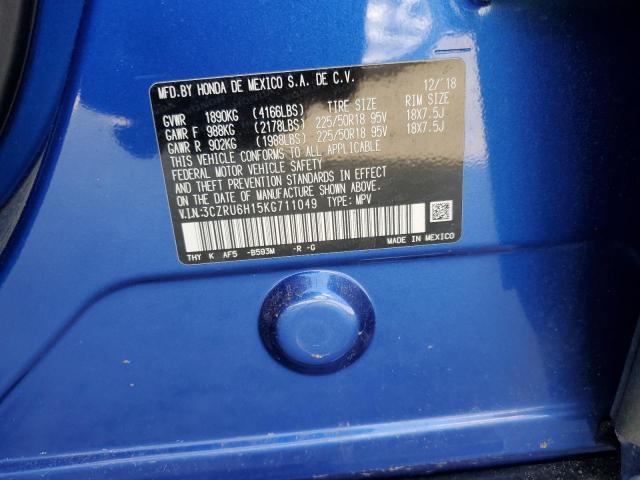 MFD.BY HONDA DE MEXICO S.A. DE C.V. 12/'18
GVWR 1890KG (4166LBS) TIRE SIZE RIM SIZE
GAWR F 988KG (2178LBS) 225/50R18 95V 18X7.5J
GAWR R 902KG (1988LBS) 225/50R18 95V 18X7.5J
THIS VEHICLE CONFORMS TO ALL APPLICABLE
FEDERAL MOTOR VEHICLE SAFETY
AND THEFT PREVENTION STANDARDS IN EFFECT
ON THE DATE OF MANUFACTURE SHOWN ABOVE.
V.I.N:3CZRU6H15KG711049 TYPE: MPV
MADE IN MEXICO
THY K AF5 -B593M -R -G